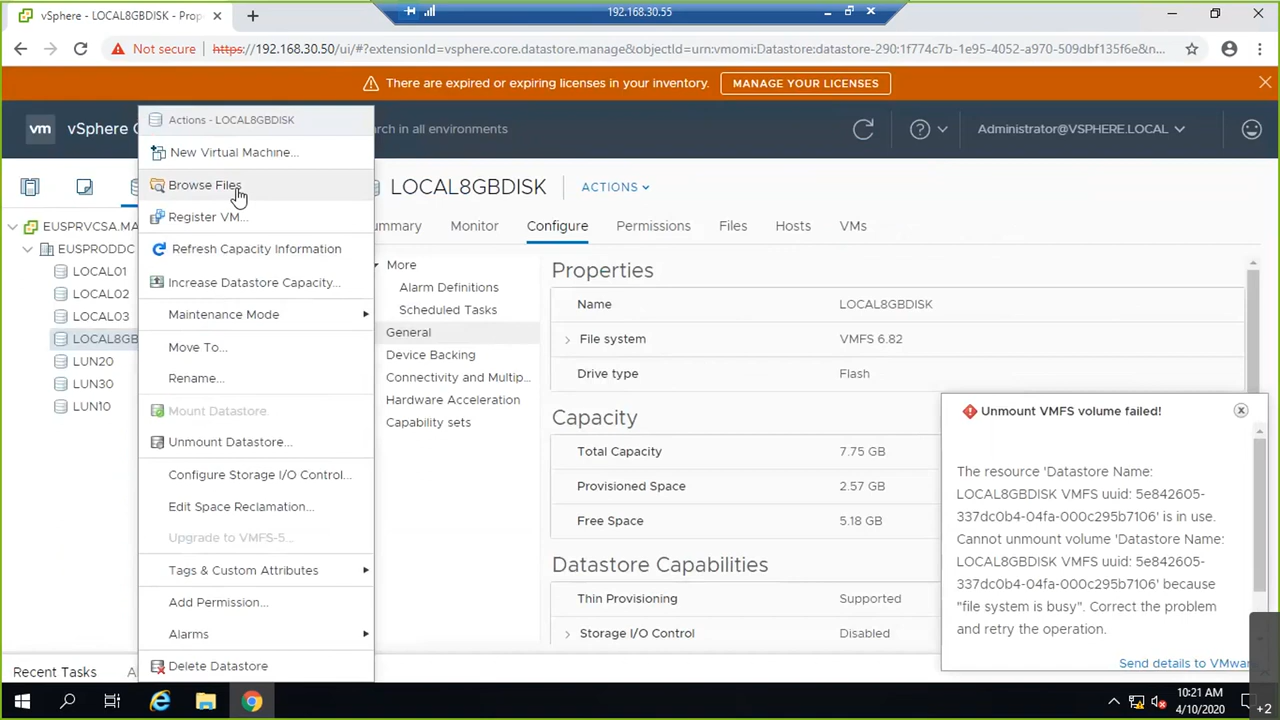 vSphere - LOCAL8GBDISK - Prop
192.168.30.55
Not secure
https://192.168.30.50/ui/#?extensionId=vsphere.core.datastore.manage&objectId=urn:vmomi:Datastore:datastore-290:1f774c7b-1e95-4052-a970-509dbf135f6e&n...
There are expired or expiring licenses in your inventory.
MANAGE YOUR LICENSES
vm
vSphere C
earch in all environments
Administrator@VSPHERE.LOCAL
Actions - LOCAL8GBDISK
New Virtual Machine...
Browse Files
Register VM...
Refresh Capacity Information
Increase Datastore Capacity...
Maintenance Mode
Move To...
Rename...
Mount Datastore.
Unmount Datastore...
Configure Storage I/O Control...
Edit Space Reclamation...
Upgrade to VMFS-5...
Tags & Custom Attributes
Add Permission...
Alarms
Delete Datastore
EUSPRVCSA.MA
EUSPRODDC
LOCAL01
LOCAL02
LOCAL03
LOCAL8GB
LUN20
LUN30
LUN10
LOCAL8GBDISK
ACTIONS
ummary
Monitor
Configure
Permissions
Files
Hosts
VMs
More
Alarm Definitions
Scheduled Tasks
General
Device Backing
Connectivity and Multip...
Hardware Acceleration
Capability sets
Properties
Name LOCAL8GBDISK
File system VMFS 6.82
Drive type Flash
Capacity
Total Capacity 7.75 GB
Provisioned Space 2.57 GB
Free Space 5.18 GB
Datastore Capabilities
Thin Provisioning Supported
Storage I/O Control Disabled
Unmount VMFS volume failed!
The resource 'Datastore Name:
LOCAL8GBDISK VMFS uuid: 5e842605-
337dc0b4-04fa-000c295b7106' is in use.
Cannot unmount volume 'Datastore Name:
LOCAL8GBDISK VMFS uuid: 5e842605-
337dc0b4-04fa-000c295b7106' because
"file system is busy". Correct the problem
and retry the operation.
Send details to VMwar
Recent Tasks
A
10:21 AM
4/10/2020
+2